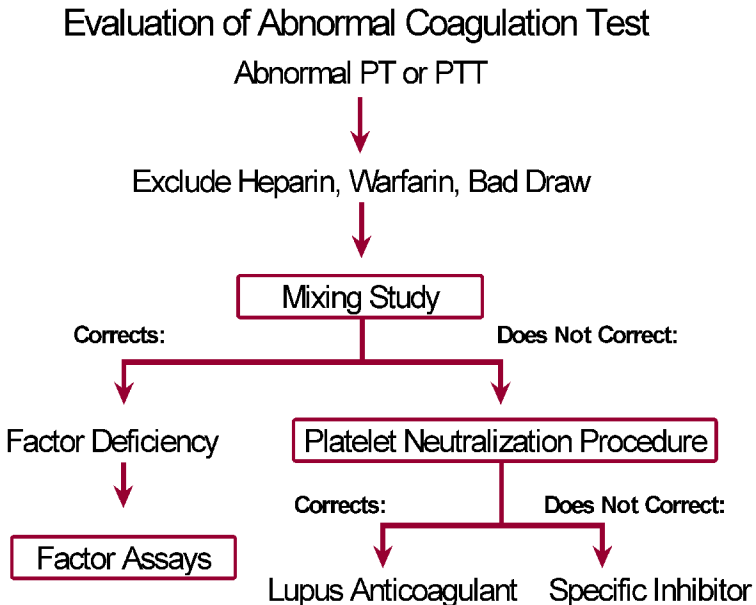 Evaluation of Abnormal Coagulation Test
Abnormal PT or PTT
Exclude Heparin, Warfarin, Bad Draw
Mixing Study
Corrects:
Does Not Correct:
Factor Deficiency
Platelet Neutralization Procedure
Corrects:
Does Not Correct:
Factor Assays
Lupus Anticoagulant
Specific Inhibitor